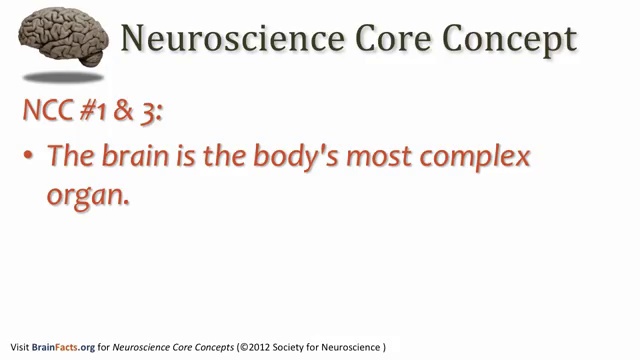 Neuroscience Core Concept
NCC #1 & 3:
• The brain is the body's most complex
organ.
Visit BrainFacts.org for Neuroscience Core Concepts (©2012 Society for Neuroscience )